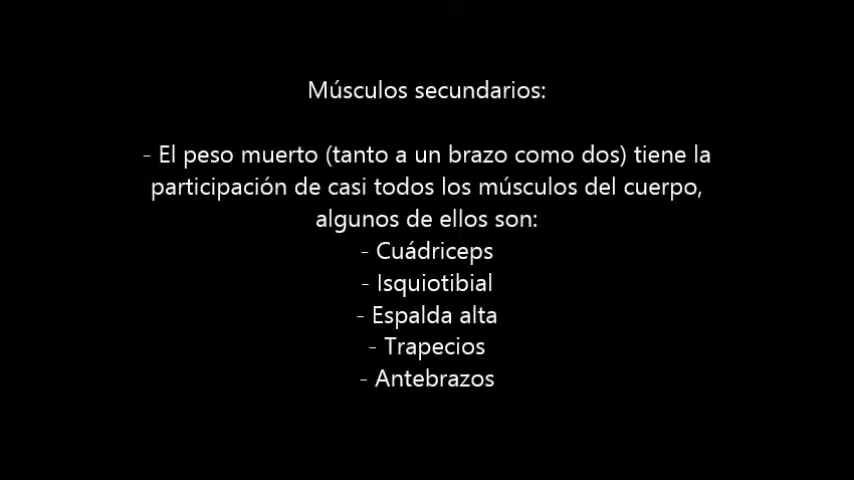 Músculos secundarios:
- El peso muerto (tanto a un brazo como dos) tiene la
participación de casi todos los músculos del cuerpo,
algunos de ellos son:
- Cuádriceps
- Isquiotibial
- Espalda alta
- Trapecios
- Antebrazos